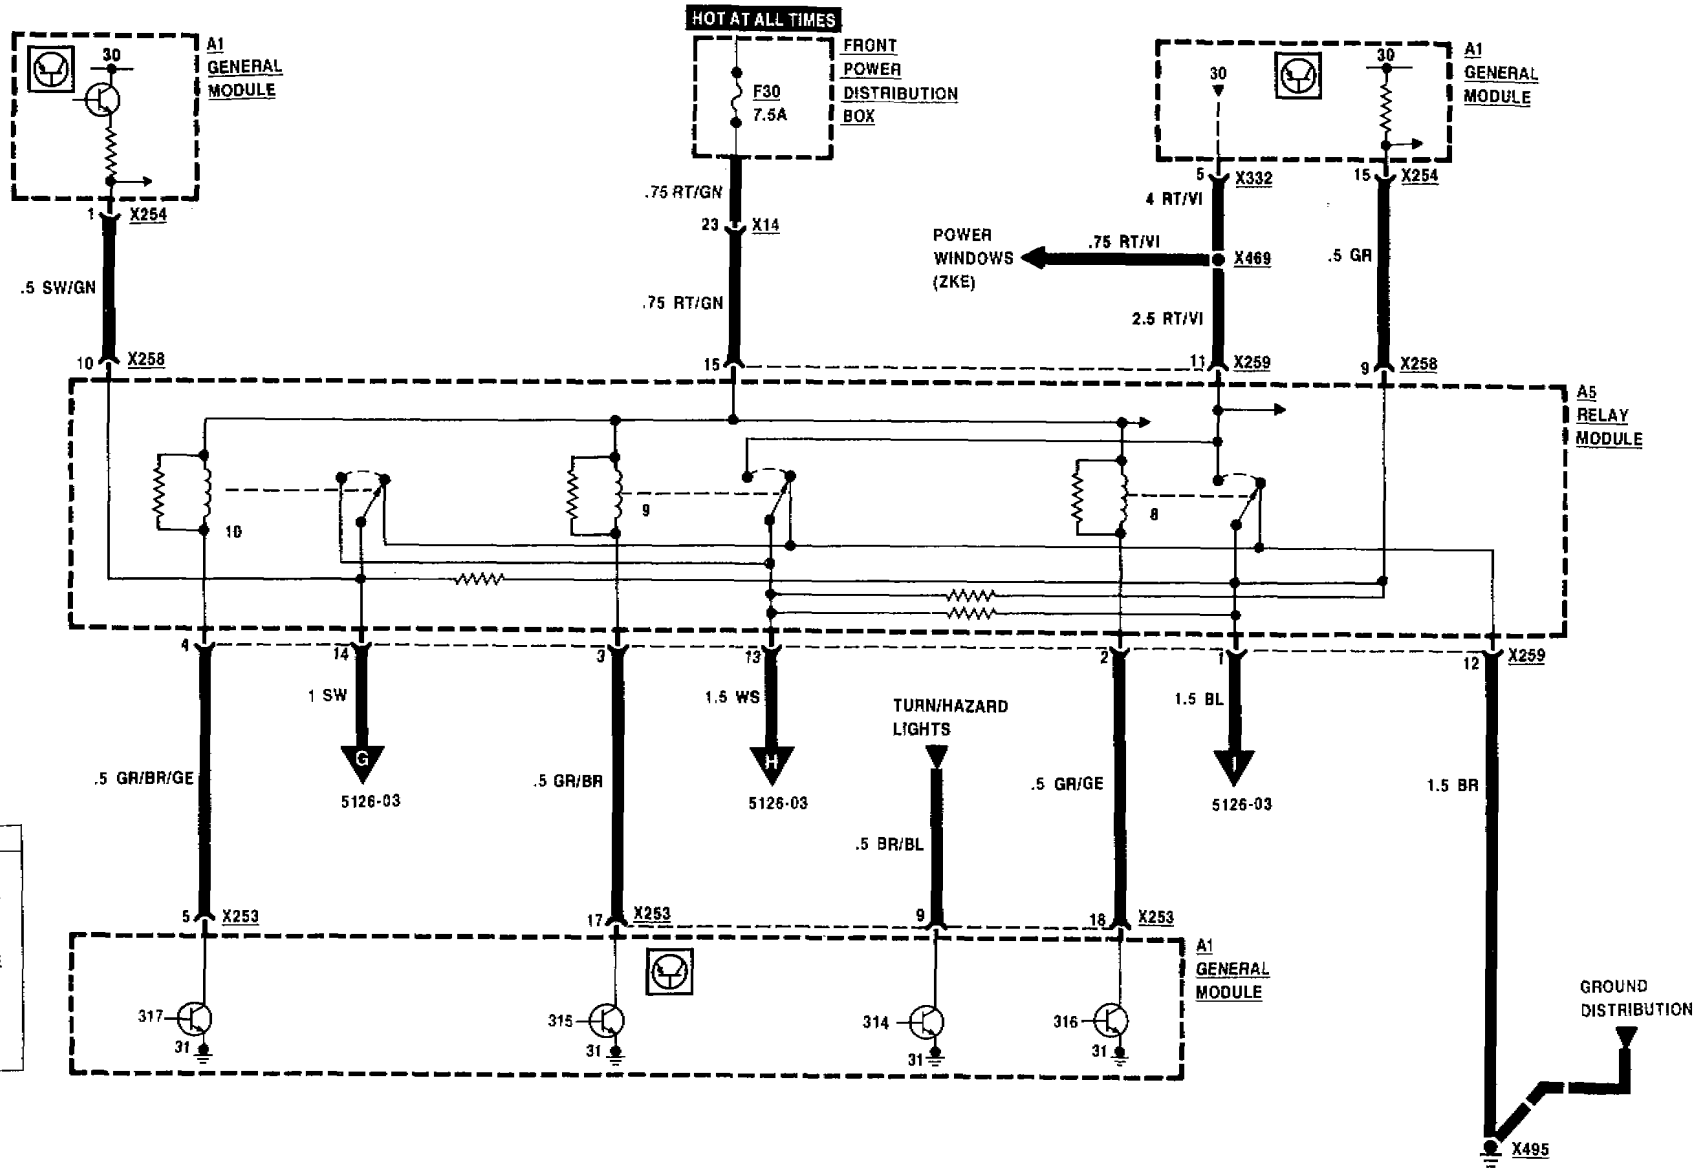 HOT AT ALL TIMES
30
A1
GENERAL
MODULE
F30
7.5A
FRONT
POWER
DISTRIBUTION
BOX
30
30
A1
GENERAL
MODULE
1 X254
.5 SW/GN
10 X258
.75 RT/GN
23 X14
.75 RT/GN
15
5 X332
4 RT/VI
POWER
WINDOWS
(ZKE)
.75 RT/VI
X469
2.5 RT/VI
11 X259
15 X254
.5 GR
9 X258
A5
RELAY
MODULE
10
9
8
4
14
3
13
2
1
12 X259
1 SW
G
5126-03
1.5 WS
H
5126-03
TURN/HAZARD
LIGHTS
1.5 BL
I
5126-03
.5 GR/BR/GE
.5 GR/BR
.5 BR/BL
.5 GR/GE
1.5 BR
5 X253
17 X253
9
18 X253
A1
GENERAL
MODULE
317
31
315
31
314
31
316
31
GROUND
DISTRIBUTION
X495